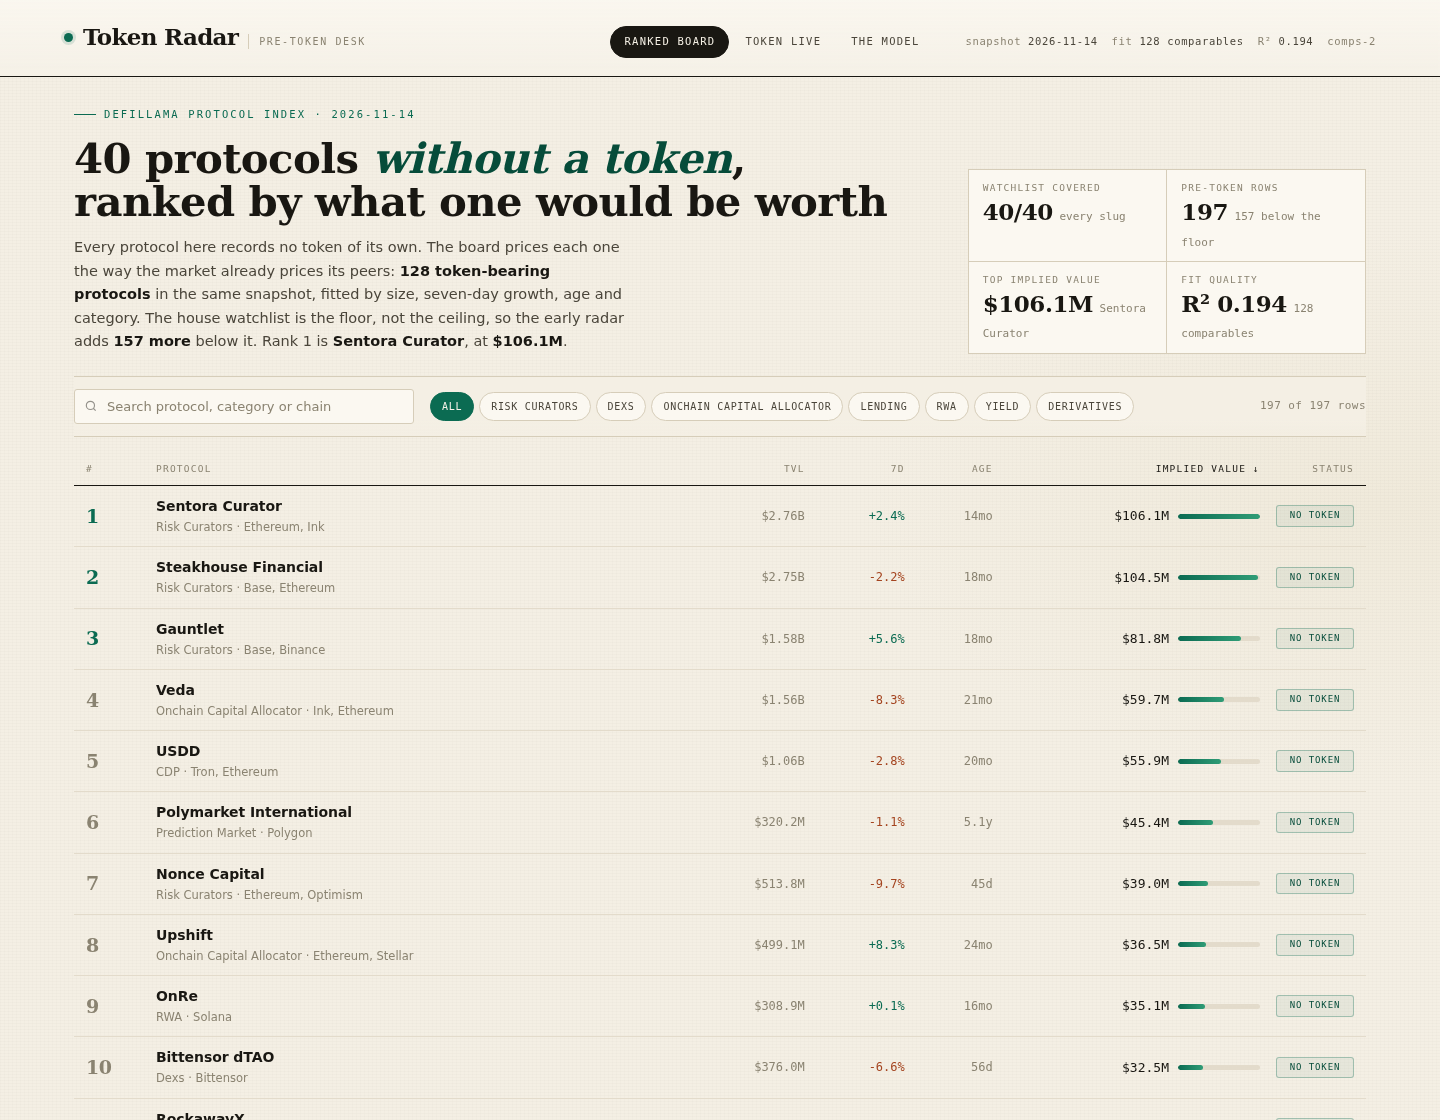 Token Radar PRE-TOKEN DESK RANKED BOARD TOKEN LIVE THE MODEL snapshot 2026-11-14 fit 128 comparables R² 0.194 comps-2
DEFILLAMA PROTOCOL INDEX · 2026-11-14
40 protocols without a token,
ranked by what one would be worth
Every protocol here records no token of its own. The board prices each one
the way the market already prices its peers: 128 token-bearing
protocols in the same snapshot, fitted by size, seven-day growth, age and
category. The house watchlist is the floor, not the ceiling, so the early radar
adds 157 more below it. Rank 1 is Sentora Curator, at $106.1M.
WATCHLIST COVERED
40/40 every slug
PRE-TOKEN ROWS
197 157 below the
floor
TOP IMPLIED VALUE
$106.1M Sentora
Curator
FIT QUALITY
R² 0.194 128
comparables
Search protocol, category or chain ALL RISK CURATORS DEXS ONCHAIN CAPITAL ALLOCATOR LENDING RWA YIELD DERIVATIVES 197 of 197 rows
# PROTOCOL TVL 7D AGE IMPLIED VALUE ↓ STATUS
1 Sentora Curator $2.76B +2.4% 14mo $106.1M NO TOKEN
Risk Curators · Ethereum, Ink
2 Steakhouse Financial $2.75B -2.2% 18mo $104.5M NO TOKEN
Risk Curators · Base, Ethereum
3 Gauntlet $1.58B +5.6% 18mo $81.8M NO TOKEN
Risk Curators · Base, Binance
4 Veda $1.56B -8.3% 21mo $59.7M NO TOKEN
Onchain Capital Allocator · Ink, Ethereum
5 USDD $1.06B -2.8% 20mo $55.9M NO TOKEN
CDP · Tron, Ethereum
6 Polymarket International $320.2M -1.1% 5.1y $45.4M NO TOKEN
Prediction Market · Polygon
7 Nonce Capital $513.8M -9.7% 45d $39.0M NO TOKEN
Risk Curators · Ethereum, Optimism
8 Upshift $499.1M +8.3% 24mo $36.5M NO TOKEN
Onchain Capital Allocator · Ethereum, Stellar
9 OnRe $308.9M +0.1% 16mo $35.1M NO TOKEN
RWA · Solana
10 Bittensor dTAO $376.0M -6.6% 56d $32.5M NO TOKEN
Dexs · Bittensor
RockawayX